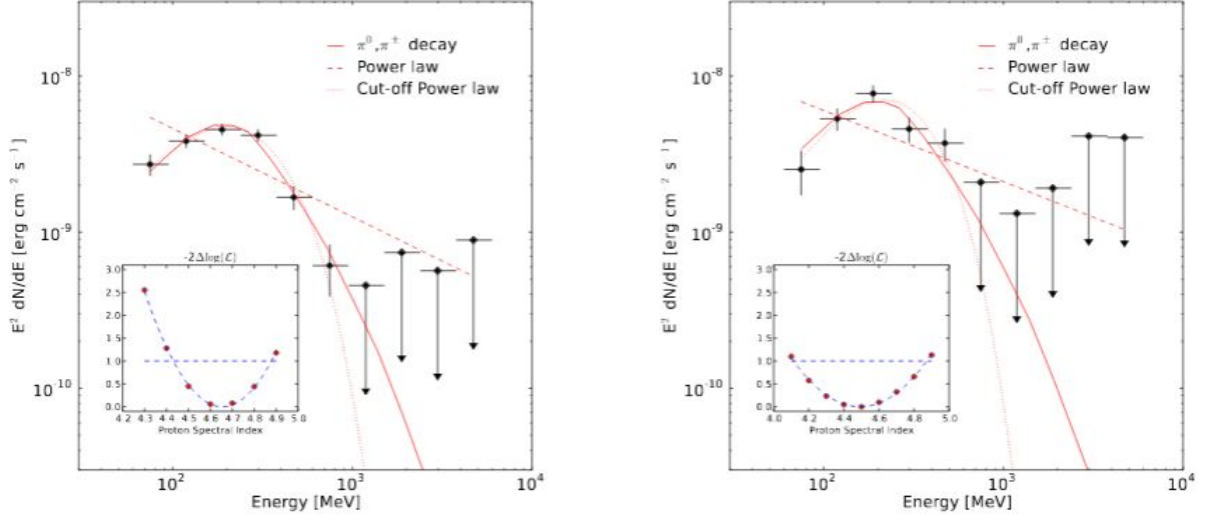 π⁰,π± decay
Power law
Cut-off Power law
10⁻⁸
10⁻⁹
10⁻¹⁰
E² dN/dE [erg cm⁻² s⁻¹]
-2Δlog(ℒ)
3.0
2.5
2.0
1.5
1.0
0.5
0.0
4.2 4.3 4.4 4.5 4.6 4.7 4.8 4.9 5.0
Proton Spectral Index
10² 10³ 10⁴
Energy [MeV]
π⁰,π± decay
Power law
Cut-off Power law
10⁻⁸
10⁻⁹
10⁻¹⁰
E² dN/dE [erg cm⁻² s⁻¹]
-2Δlog(ℒ)
3.0
2.5
2.0
1.5
1.0
0.5
0.0
4.0 4.2 4.4 4.6 4.8 5.0
Proton Spectral Index
10² 10³ 10⁴
Energy [MeV]